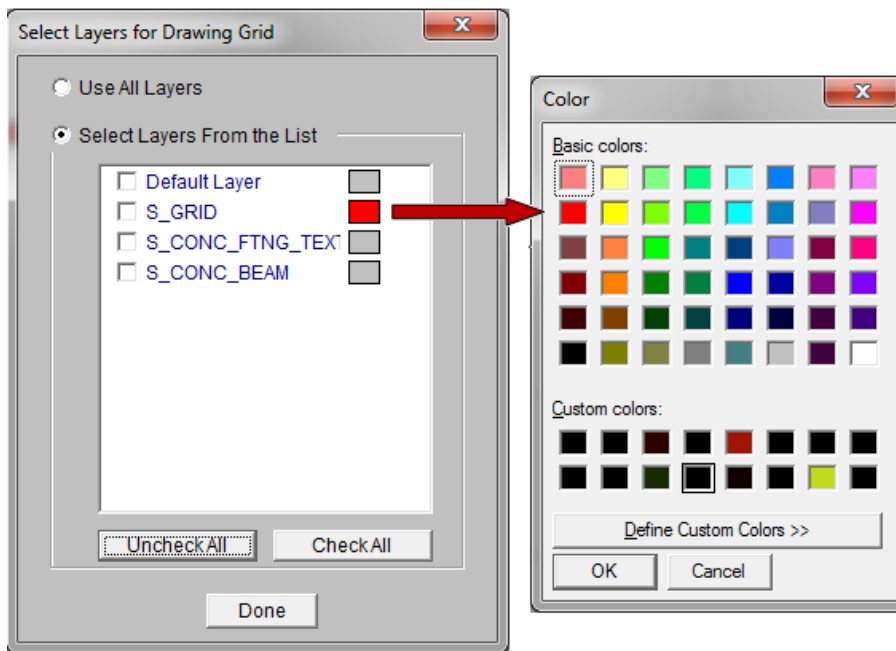 Select Layers for Drawing Grid
Use All Layers
Select Layers From the List
Default Layer
S_GRID
S_CONC_FTNG_TEXT
S_CONC_BEAM
Uncheck All
Check All
Done
Color
Basic colors:
Custom colors:
Define Custom Colors >>
OK
Cancel